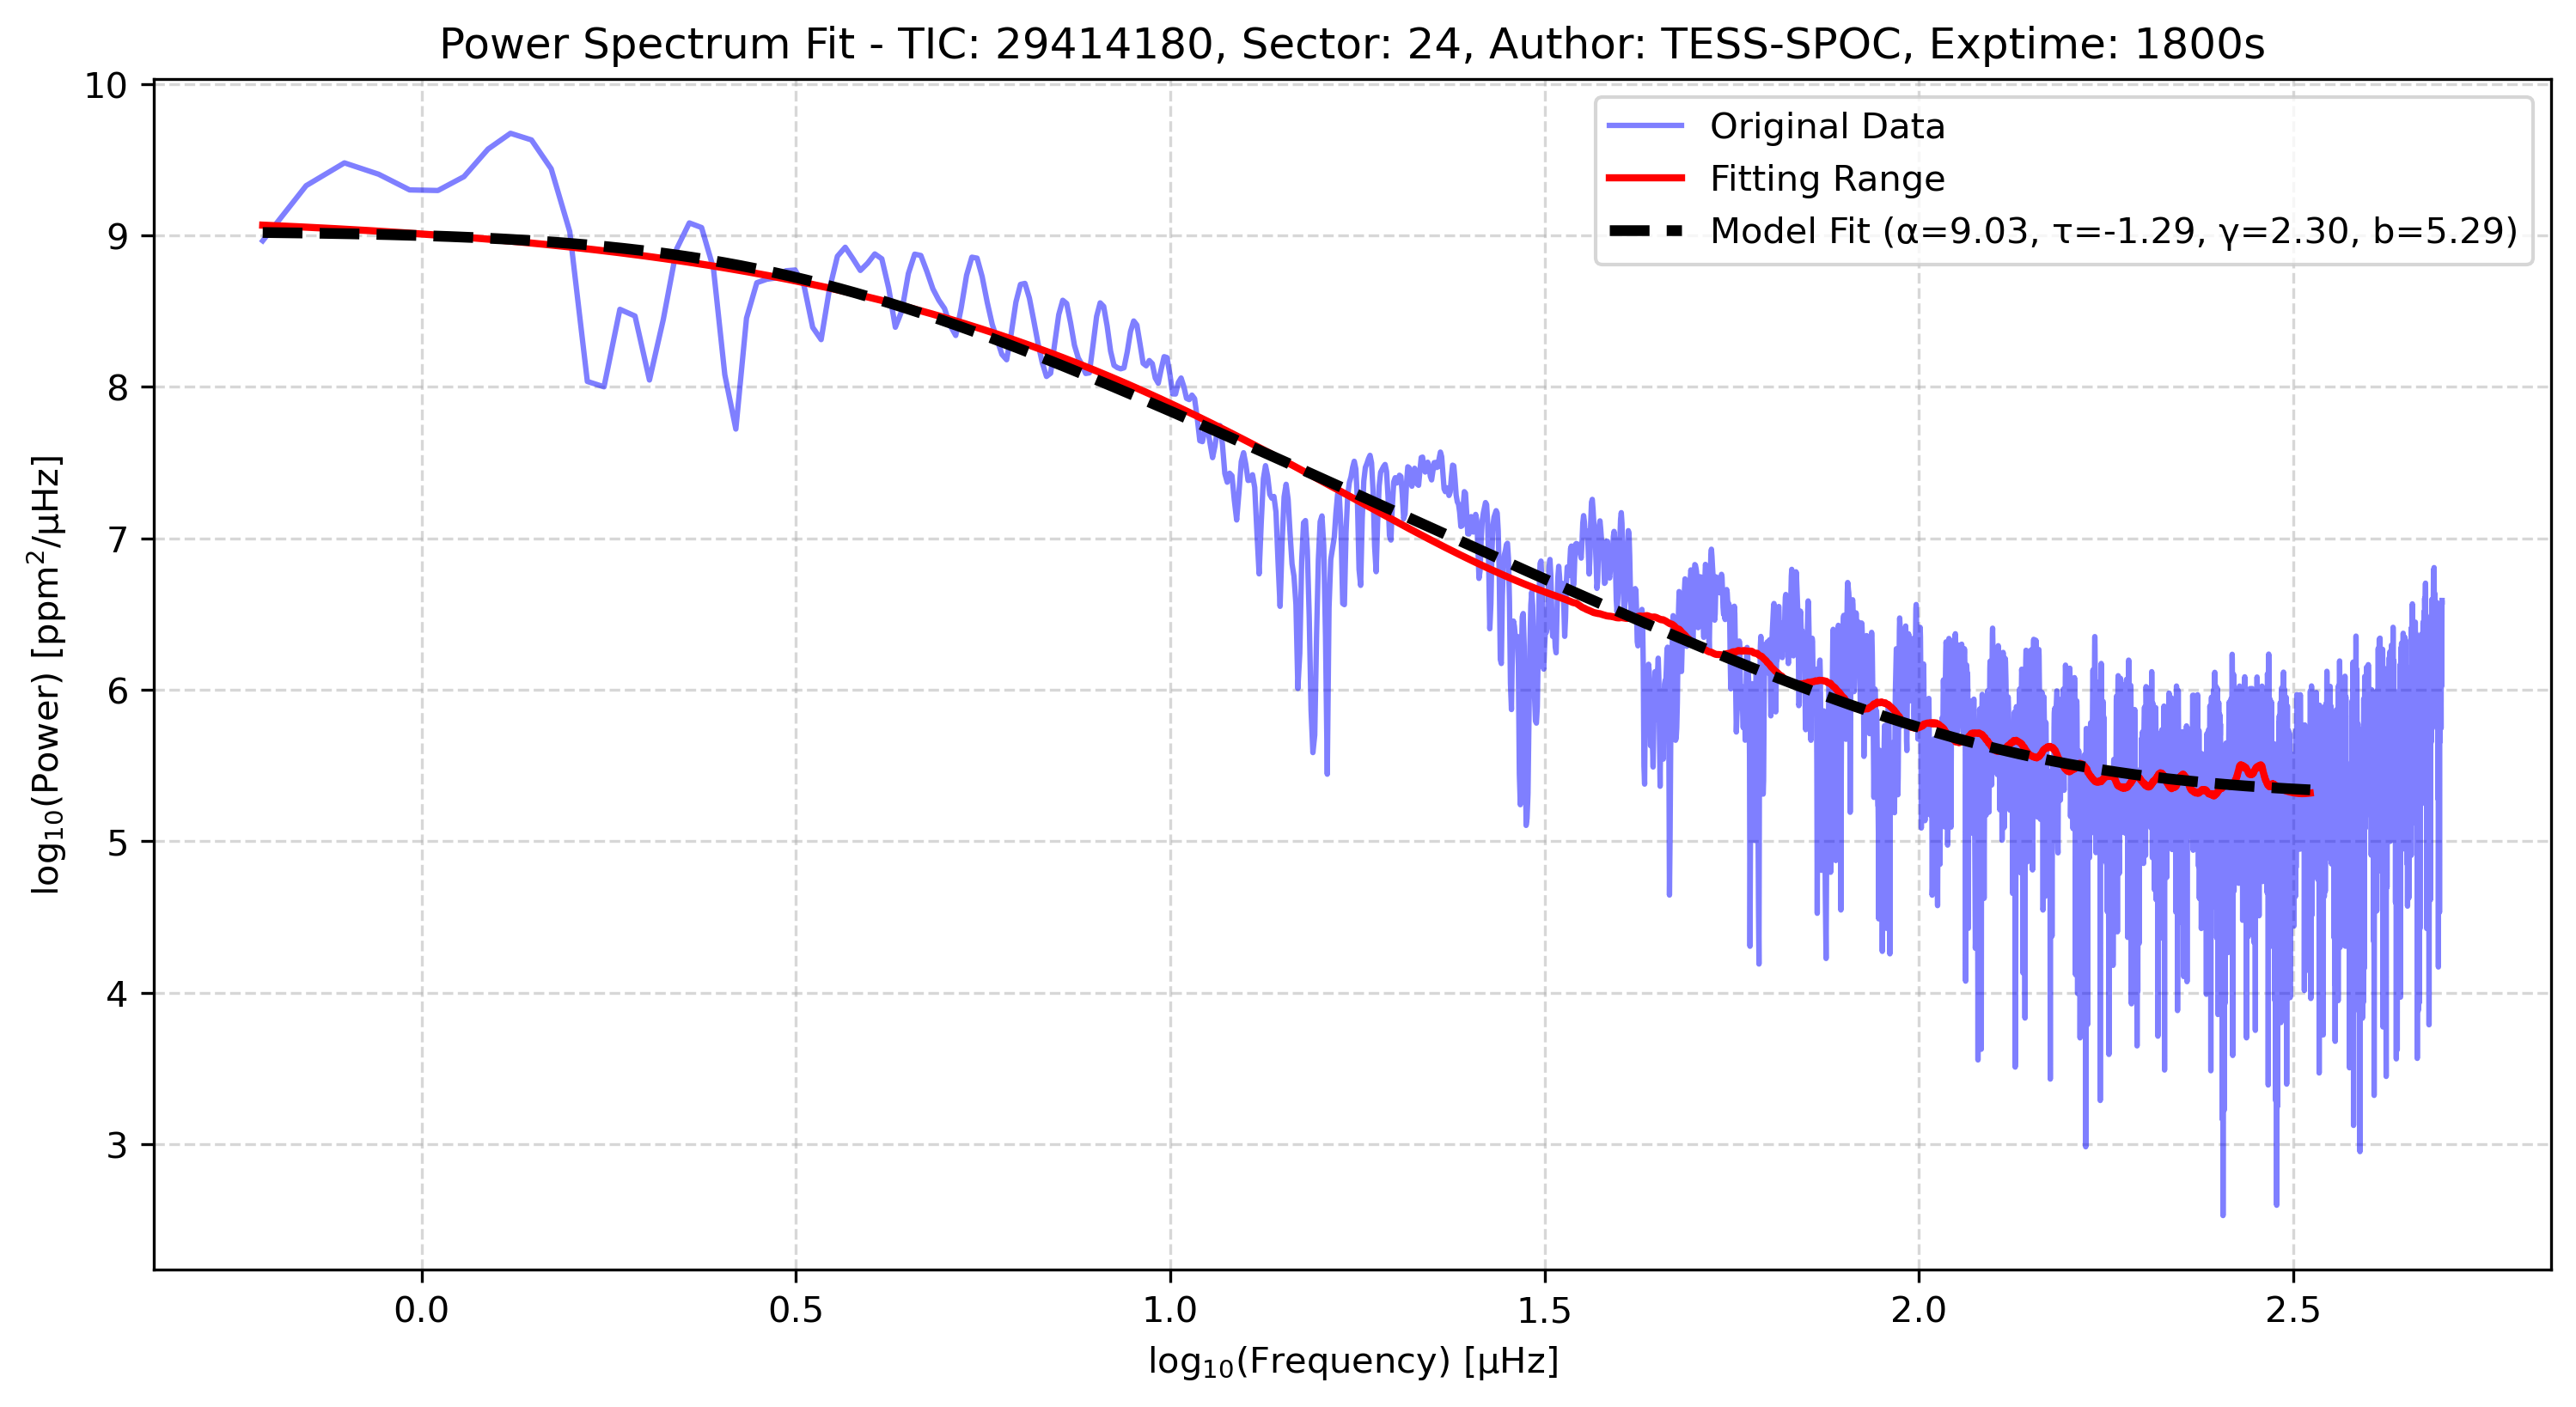 Power Spectrum Fit - TIC: 29414180, Sector: 24, Author: TESS-SPOC, Exptime: 1800s
Original Data
Fitting Range
Model Fit (α=9.03, τ=-1.29, γ=2.30, b=5.29)
log₁₀(Power) [ppm²/μHz]
10
9
8
7
6
5
4
3
0.0 0.5 1.0 1.5 2.0 2.5
log₁₀(Frequency) [μHz]